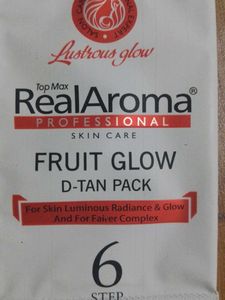 Lustrous glow
Top Max
RealAroma®
PROFESSIONAL
SKIN CARE
FRUIT GLOW
D-TAN PACK
For Skin Luminous Radiance & Glow
And For Fairer Complex
6
STEP